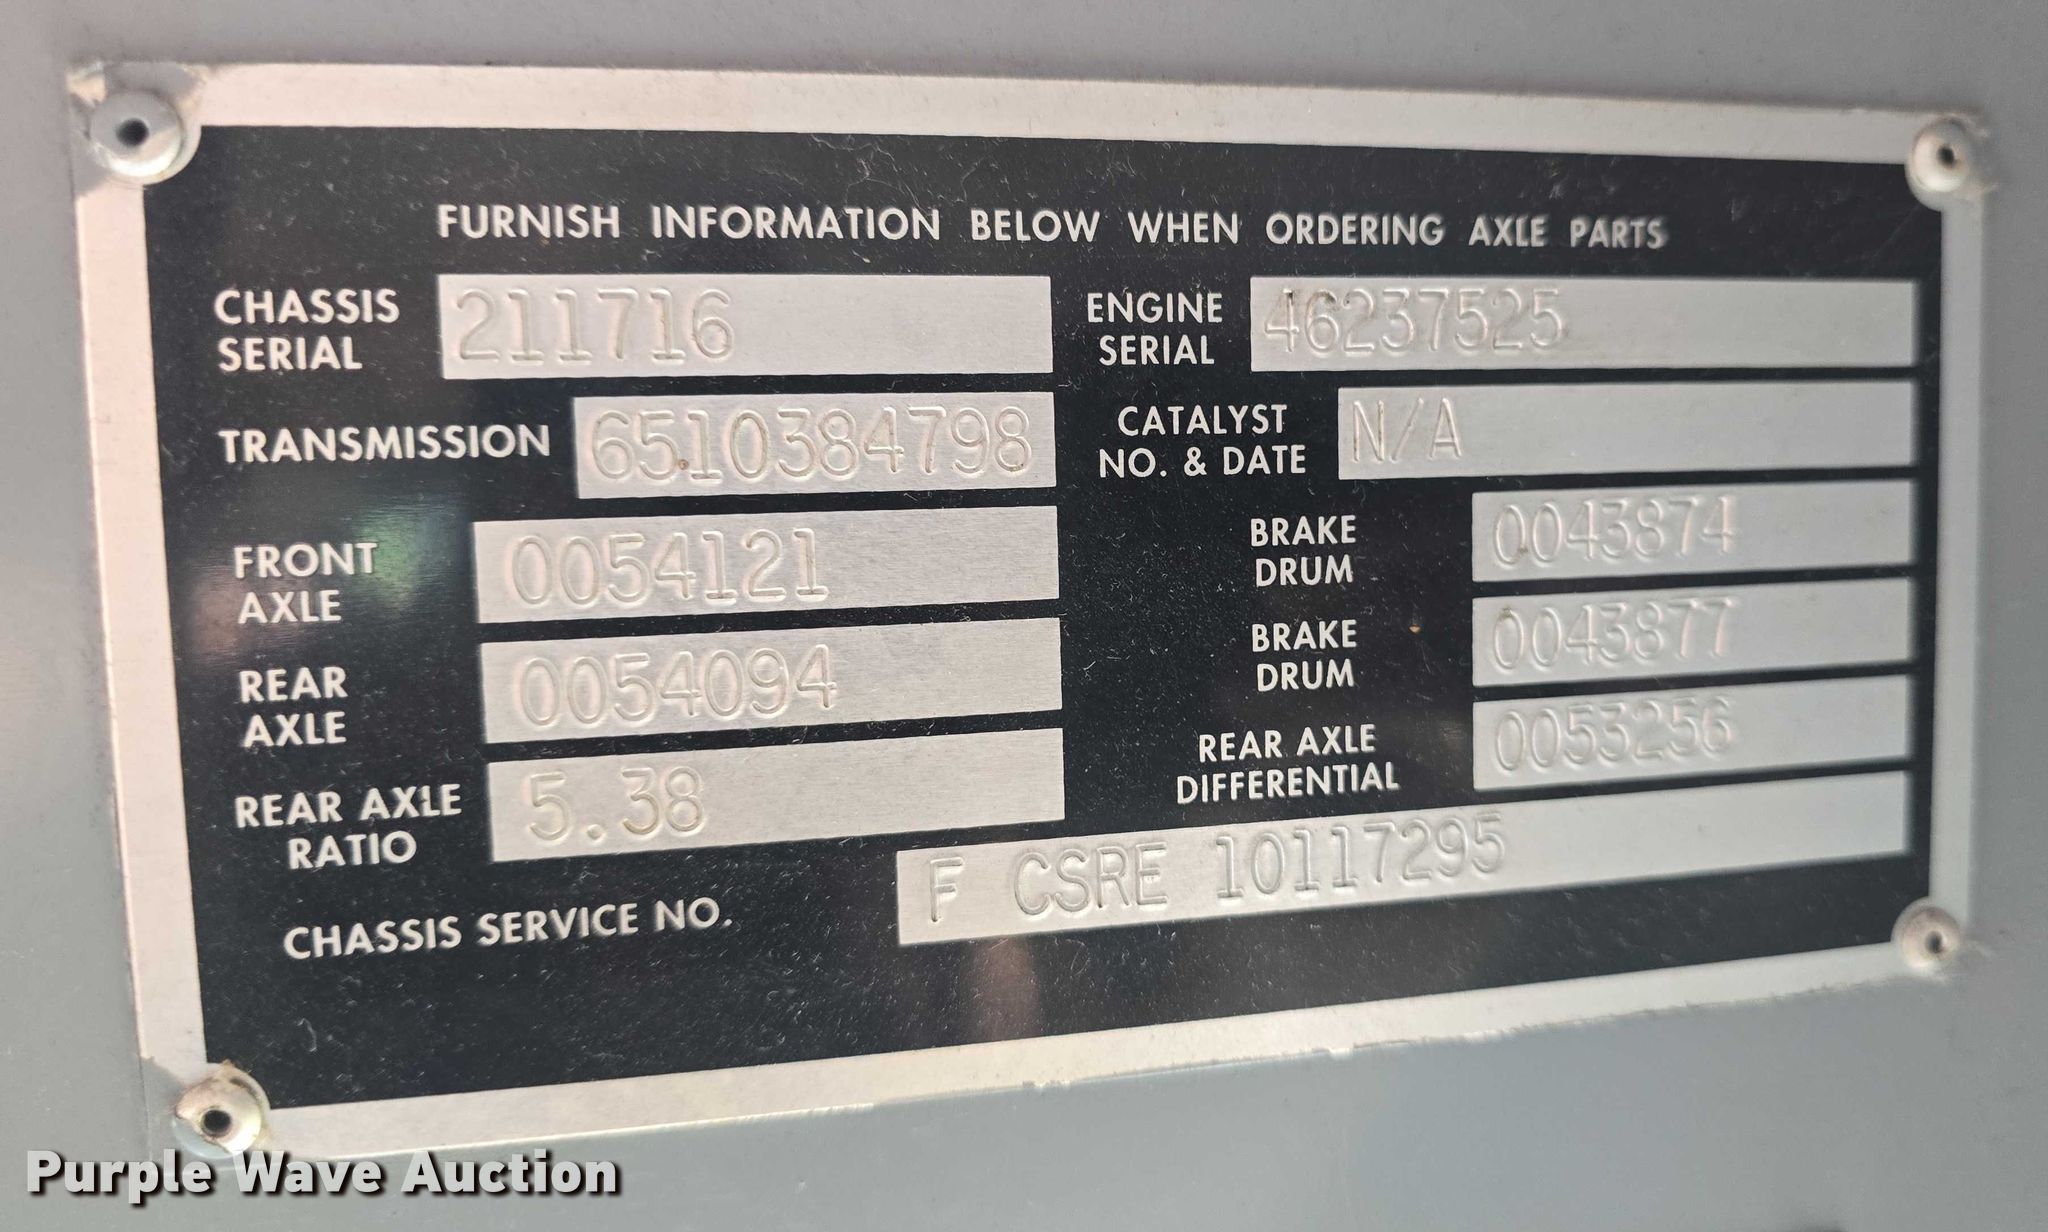 FURNISH INFORMATION BELOW WHEN ORDERING AXLE PARTS
CHASSIS SERIAL 211716
ENGINE SERIAL 46237525
TRANSMISSION 6510384798
CATALYST NO. & DATE N/A
FRONT AXLE 0054121
BRAKE DRUM 0043874
REAR AXLE 0054094
BRAKE DRUM 0043877
REAR AXLE RATIO 5.38
REAR AXLE DIFFERENTIAL 0053256
CHASSIS SERVICE NO. F CSRE 10117295
Purple Wave Auction